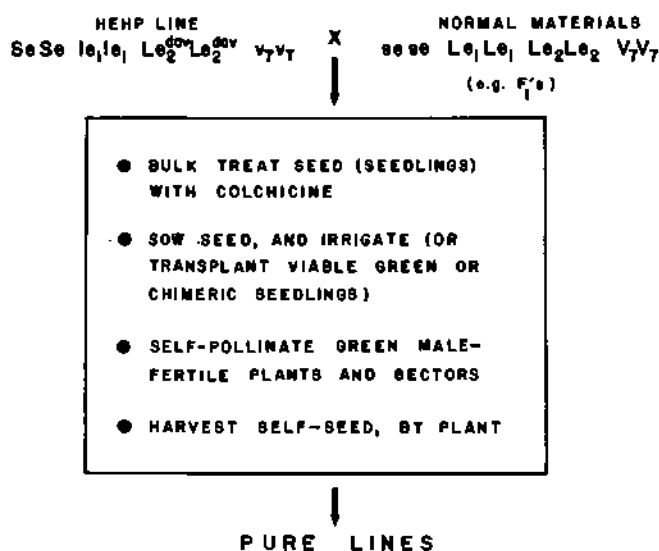 HEHP LINE
SeSe le₁le₁ Le₂ᵈᵃᵛLe₂ᵈᵃᵛ v₇v₇ X
NORMAL MATERIALS
sese Le₁Le₁ Le₂Le₂ V₇V₇
(e.g. F₁'s)
● BULK TREAT SEED (SEEDLINGS)
WITH COLCHICINE
● SOW SEED, AND IRRIGATE (OR
TRANSPLANT VIABLE GREEN OR
CHIMERIC SEEDLINGS)
● SELF-POLLINATE GREEN MALE-
FERTILE PLANTS AND SECTORS
● HARVEST SELF-SEED, BY PLANT
PURE LINES